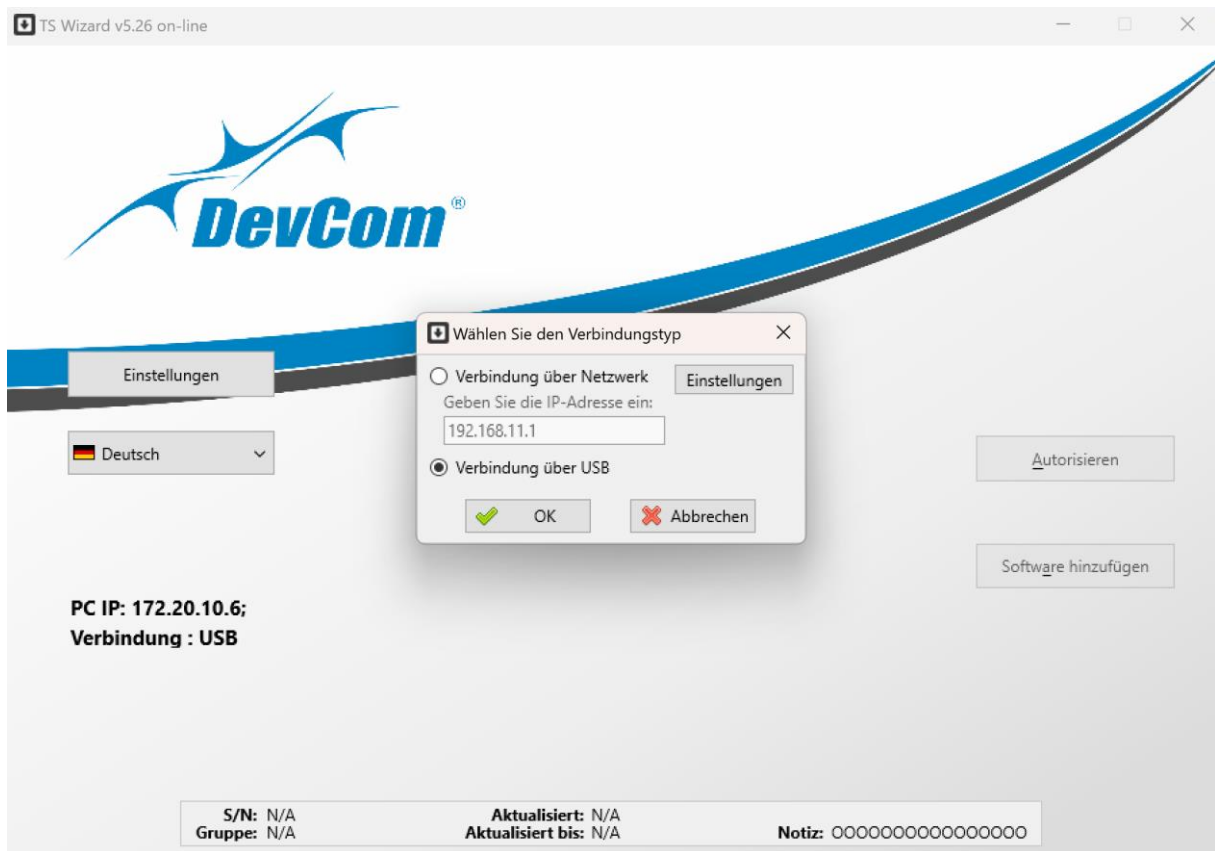 TS Wizard v5.26 on-line
DevCom®
Wählen Sie den Verbindungstyp
Verbindung über Netzwerk
Einstellungen
Geben Sie die IP-Adresse ein:
192.168.11.1
Verbindung über USB
OK
Abbrechen
Einstellungen
Deutsch
Autorisieren
Software hinzufügen
PC IP: 172.20.10.6;
Verbindung : USB
S/N: N/A
Gruppe: N/A
Aktualisiert: N/A
Aktualisiert bis: N/A
Notiz: OOOOOOOOOOOOOOOO